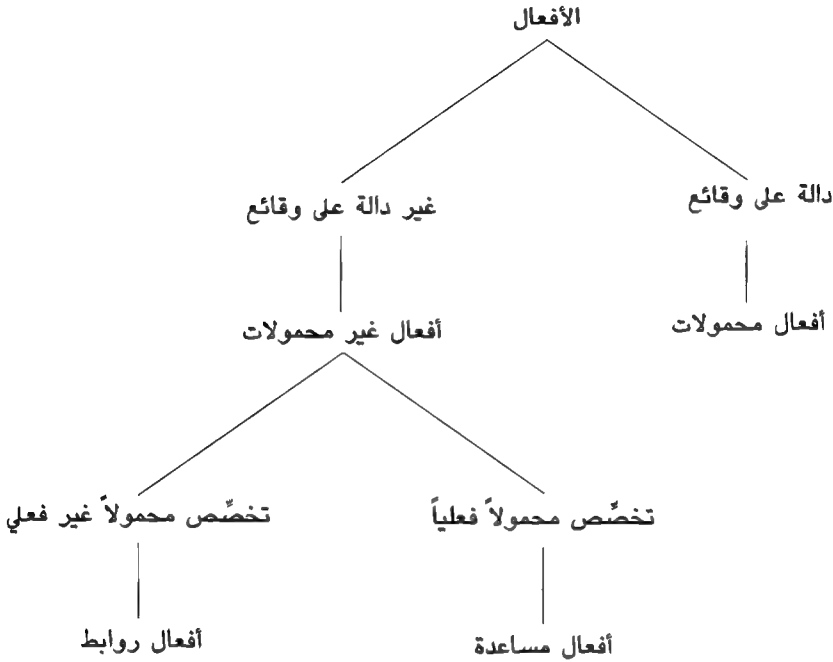 الأفعال
دالة على وقائع
غير دالة على وقائع
أفعال محمولات
أفعال غير محمولات
تخصِّص محمولاً فعلياً
تخصِّص محمولاً غير فعلي
أفعال مساعدة
أفعال روابط